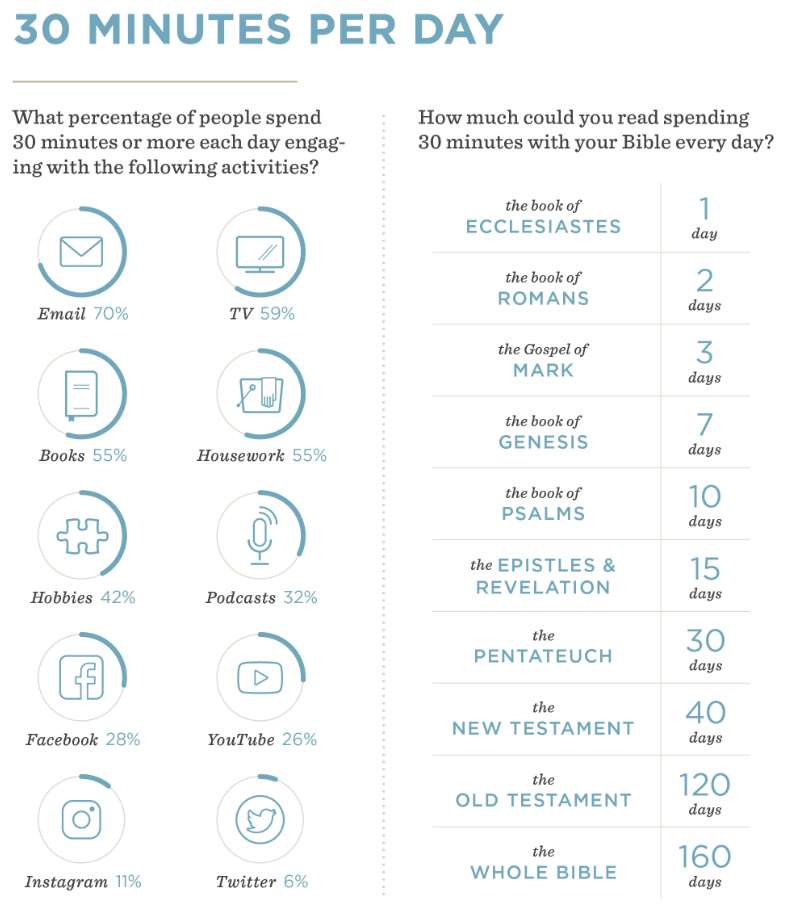 30 MINUTES PER DAY
What percentage of people spend
30 minutes or more each day engag-
ing with the following activities?
Email 70%
TV 59%
Books 55%
Housework 55%
Hobbies 42%
Podcasts 32%
Facebook 28%
YouTube 26%
Instagram 11%
Twitter 6%
How much could you read spending
30 minutes with your Bible every day?
the book of
ECCLESIASTES
1
day
the book of
ROMANS
2
days
the Gospel of
MARK
3
days
the book of
GENESIS
7
days
the book of
PSALMS
10
days
the EPISTLES &
REVELATION
15
days
the
PENTATEUCH
30
days
the
NEW TESTAMENT
40
days
the
OLD TESTAMENT
120
days
the
WHOLE BIBLE
160
days